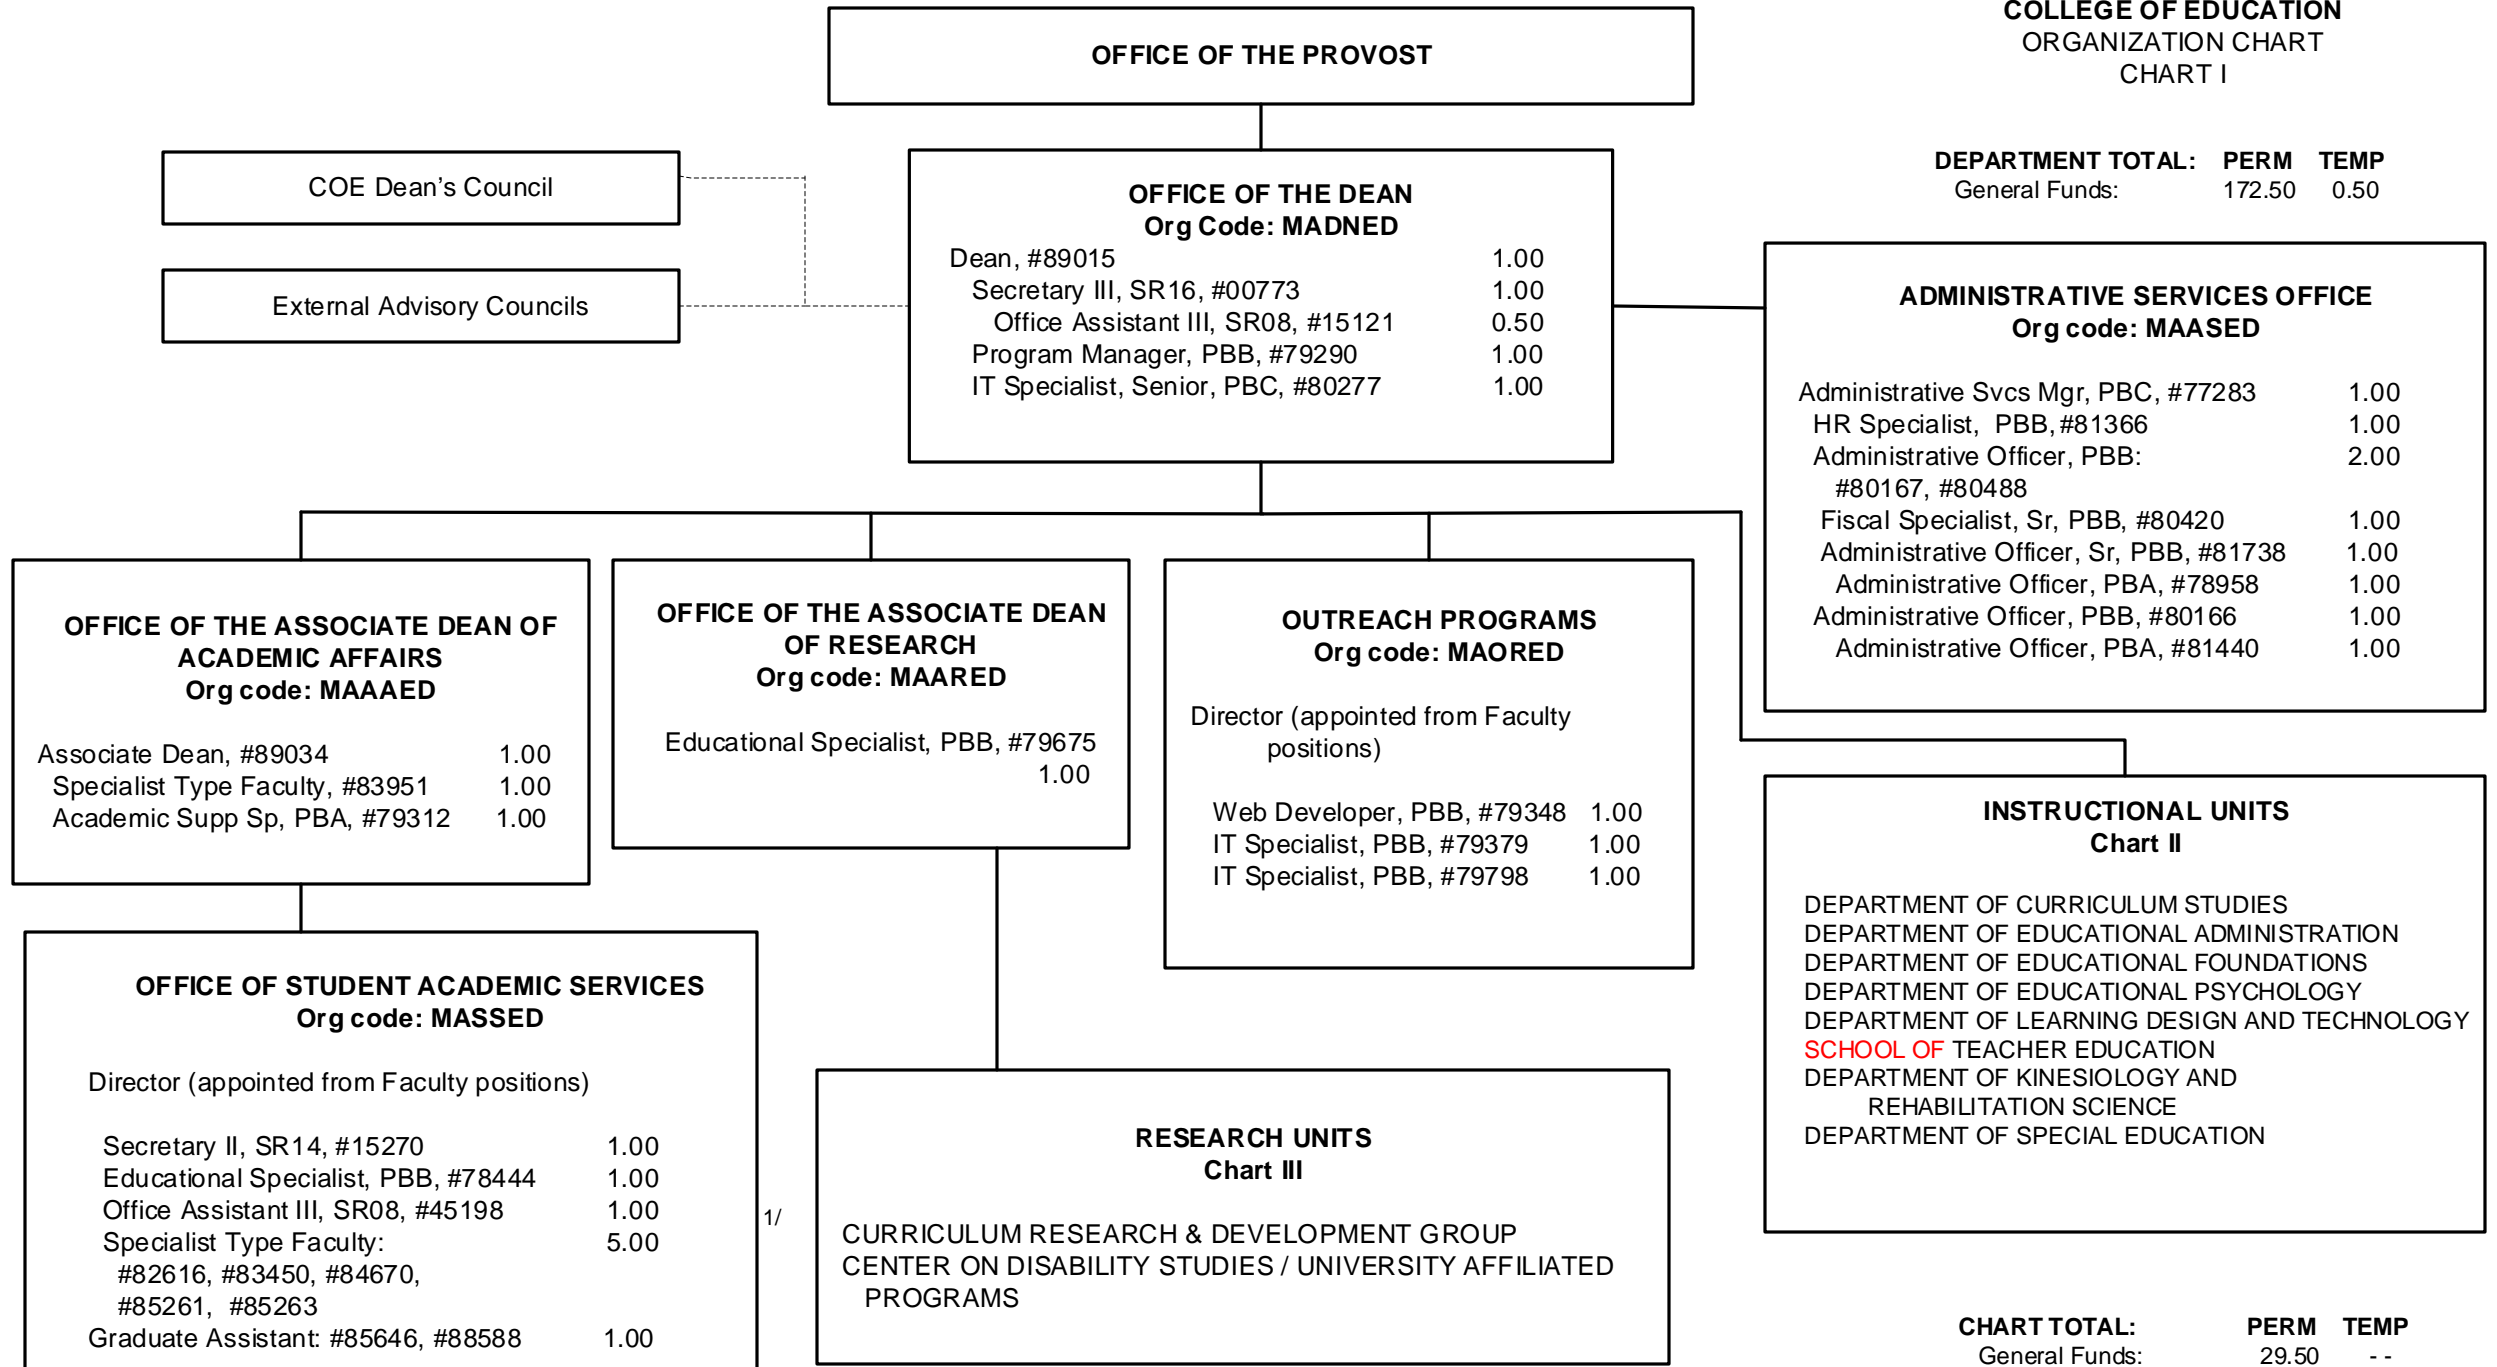 COLLEGE OF EDUCATION
ORGANIZATION CHART
CHART I
OFFICE OF THE PROVOST
DEPARTMENT TOTAL: PERM TEMP
General Funds: 172.50 0.50
COE Dean's Council
External Advisory Councils
OFFICE OF THE DEAN
Org Code: MADNED
Dean, #89015 1.00
Secretary III, SR16, #00773 1.00
Office Assistant III, SR08, #15121 0.50
Program Manager, PBB, #79290 1.00
IT Specialist, Senior, PBC, #80277 1.00
ADMINISTRATIVE SERVICES OFFICE
Org code: MAASED
Administrative Svcs Mgr, PBC, #77283 1.00
HR Specialist, PBB, #81366 1.00
Administrative Officer, PBB: 2.00
#80167, #80488
Fiscal Specialist, Sr, PBB, #80420 1.00
Administrative Officer, Sr, PBB, #81738 1.00
Administrative Officer, PBA, #78958 1.00
Administrative Officer, PBB, #80166 1.00
Administrative Officer, PBA, #81440 1.00
OFFICE OF THE ASSOCIATE DEAN OF
ACADEMIC AFFAIRS
Org code: MAAAED
Associate Dean, #89034 1.00
Specialist Type Faculty, #83951 1.00
Academic Supp Sp, PBA, #79312 1.00
OFFICE OF THE ASSOCIATE DEAN
OF RESEARCH
Org code: MAARED
Educational Specialist, PBB, #79675
1.00
OUTREACH PROGRAMS
Org code: MAORED
Director (appointed from Faculty
positions)
Web Developer, PBB, #79348 1.00
IT Specialist, PBB, #79379 1.00
IT Specialist, PBB, #79798 1.00
INSTRUCTIONAL UNITS
Chart II
DEPARTMENT OF CURRICULUM STUDIES
DEPARTMENT OF EDUCATIONAL ADMINISTRATION
DEPARTMENT OF EDUCATIONAL FOUNDATIONS
DEPARTMENT OF EDUCATIONAL PSYCHOLOGY
DEPARTMENT OF LEARNING DESIGN AND TECHNOLOGY
SCHOOL OF TEACHER EDUCATION
DEPARTMENT OF KINESIOLOGY AND
REHABILITATION SCIENCE
DEPARTMENT OF SPECIAL EDUCATION
OFFICE OF STUDENT ACADEMIC SERVICES
Org code: MASSED
Director (appointed from Faculty positions)
Secretary II, SR14, #15270 1.00
Educational Specialist, PBB, #78444 1.00
Office Assistant III, SR08, #45198 1.00 1/
Specialist Type Faculty: 5.00
#82616, #83450, #84670,
#85261, #85263
Graduate Assistant: #85646, #88588 1.00
RESEARCH UNITS
Chart III
CURRICULUM RESEARCH & DEVELOPMENT GROUP
CENTER ON DISABILITY STUDIES / UNIVERSITY AFFILIATED
PROGRAMS
CHART TOTAL: PERM TEMP
General Funds: 29.50 - -